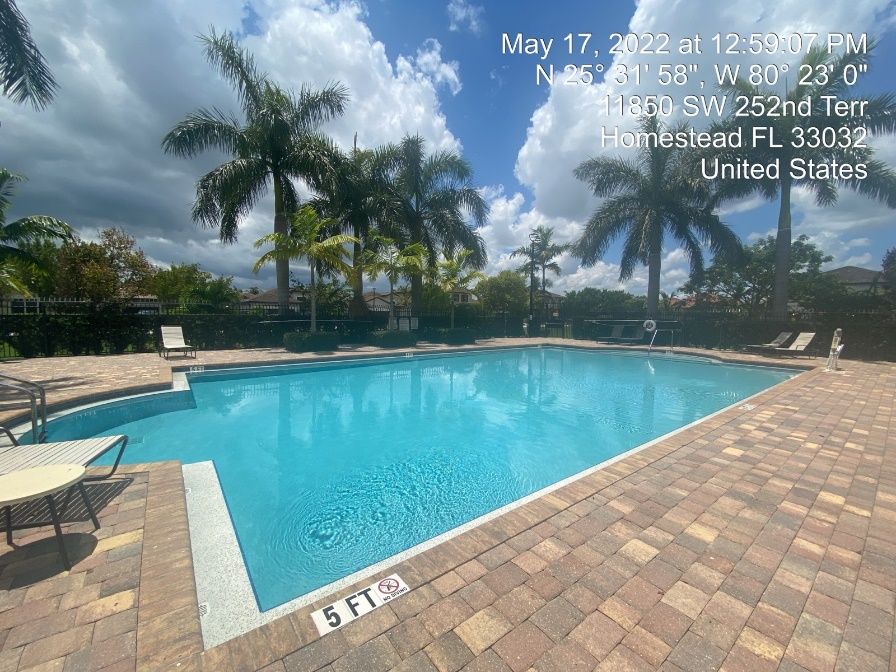 May 17, 2022 at 12:59:07 PM
N 25° 31' 58", W 80° 23' 0"
11850 SW 252nd Terr
Homestead FL 33032
United States
5 FT NO DIVING